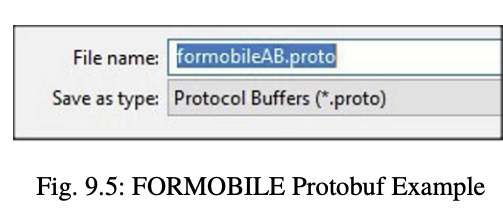 File name: formobileAB.proto
Save as type: Protocol Buffers (*.proto)
Fig. 9.5: FORMOBILE Protobuf Example